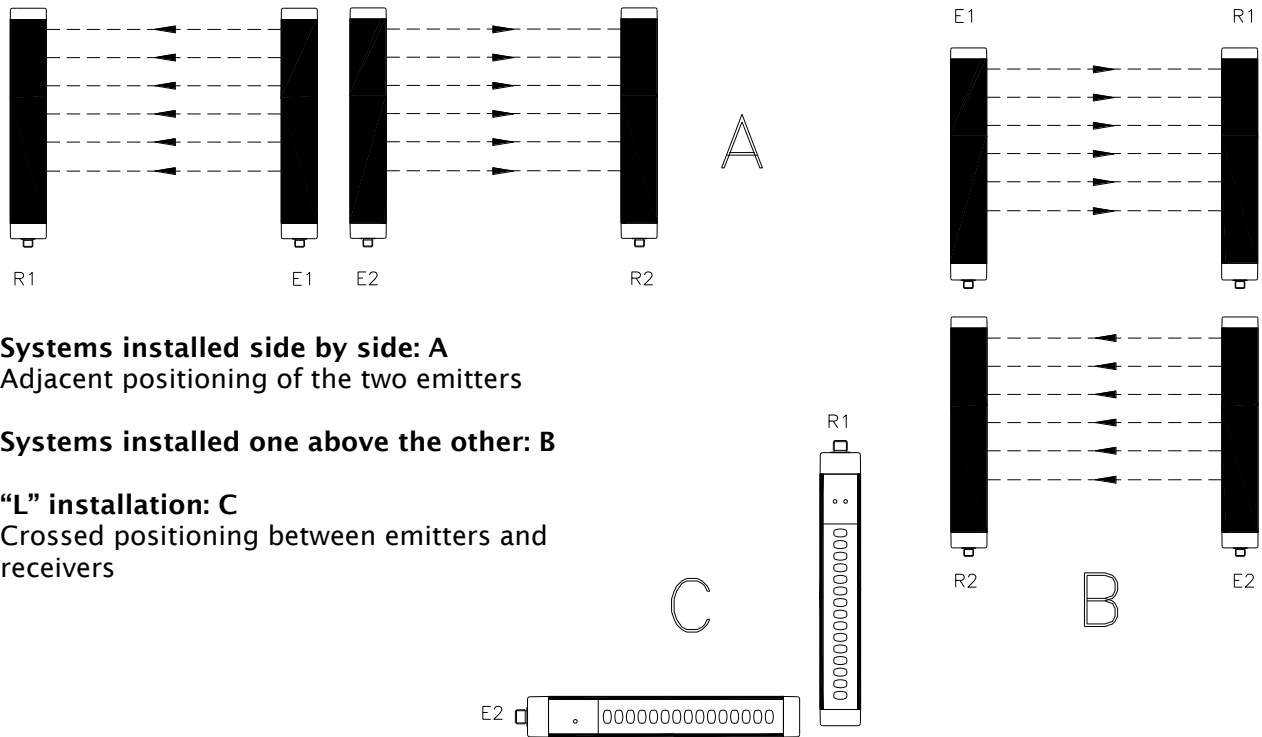 E1 R1
R1 E1 E2 R2
A
Systems installed side by side: A
Adjacent positioning of the two emitters
Systems installed one above the other: B
“L” installation: C
Crossed positioning between emitters and
receivers
R2 E2
B
R1
C
E2